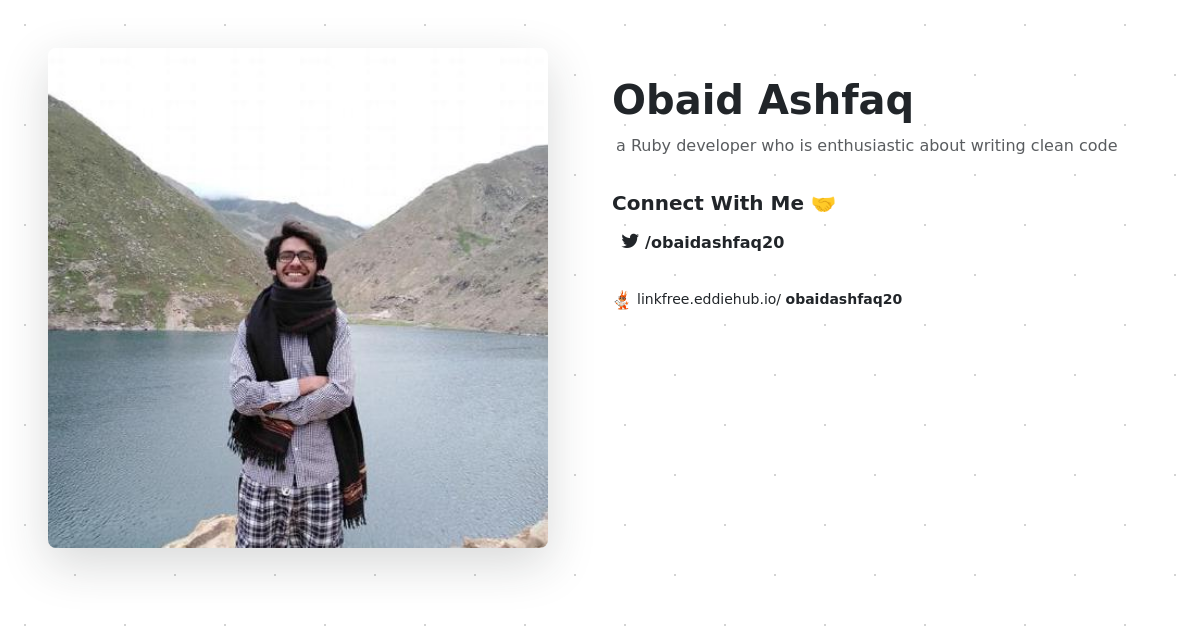 Obaid Ashfaq
a Ruby developer who is enthusiastic about writing clean code
Connect With Me 🤝
/obaidashfaq20
linkfree.eddiehub.io/ obaidashfaq20